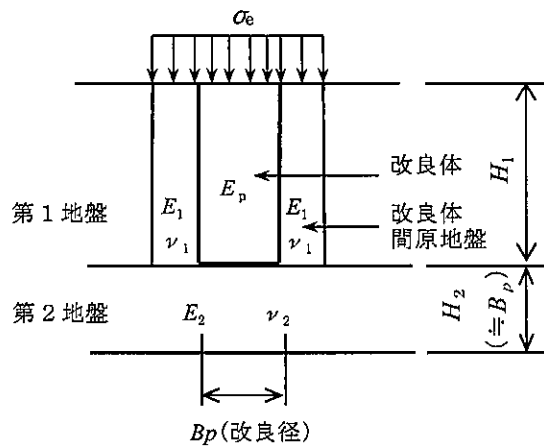 σe
Ep
改良体
H1
第1地盤
E1
E1
改良体
間原地盤
ν1
ν1
第2地盤
E2
ν2
H2
(≒Bp)
Bp(改良径)